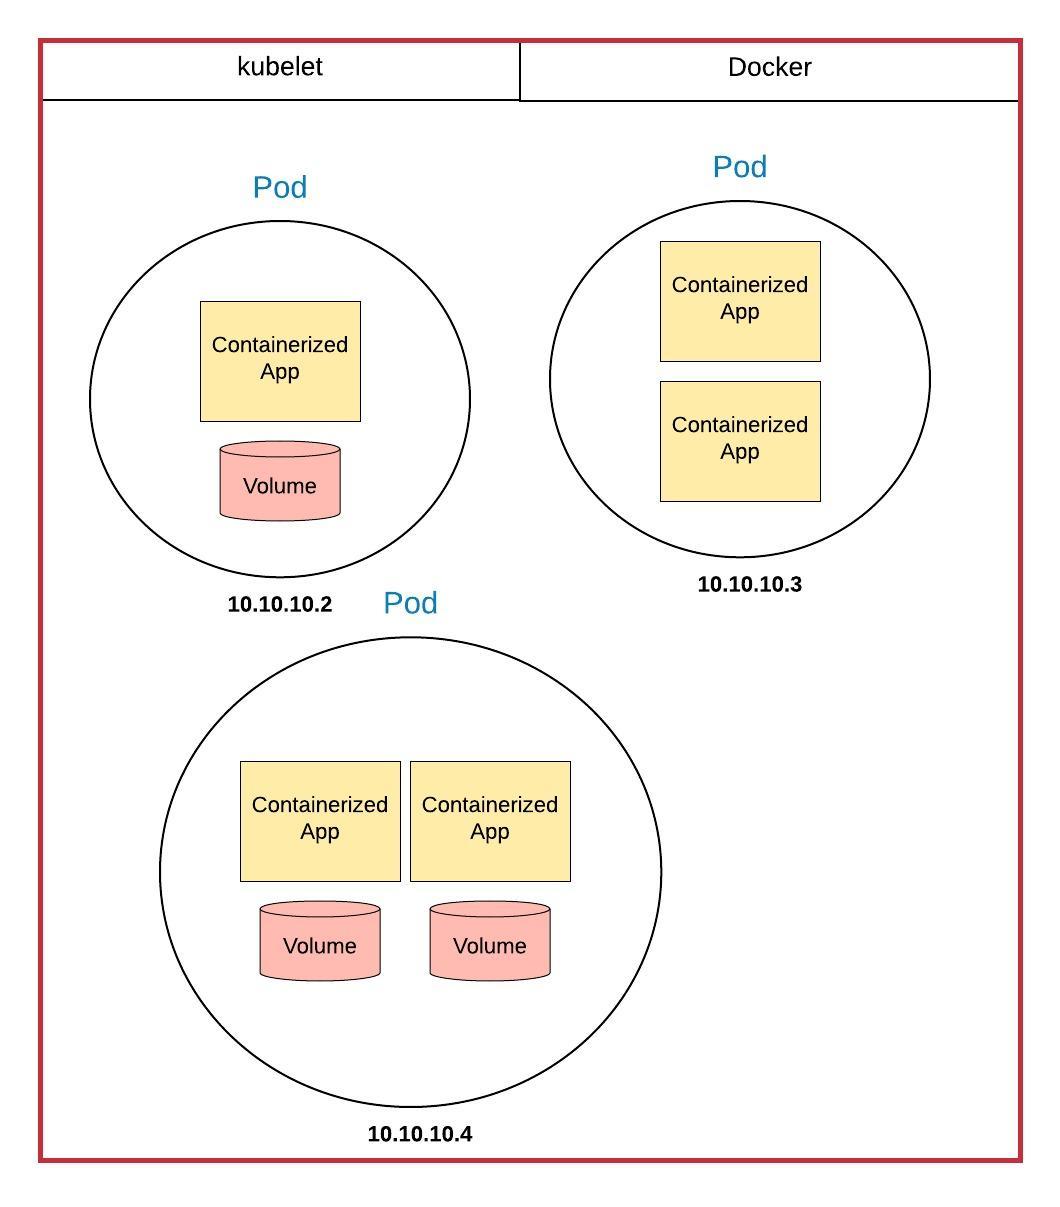 kubelet
Docker
Pod
Containerized
App
Volume
10.10.10.2
Pod
Containerized
App
Containerized
App
10.10.10.3
Pod
Containerized
App
Containerized
App
Volume
Volume
10.10.10.4